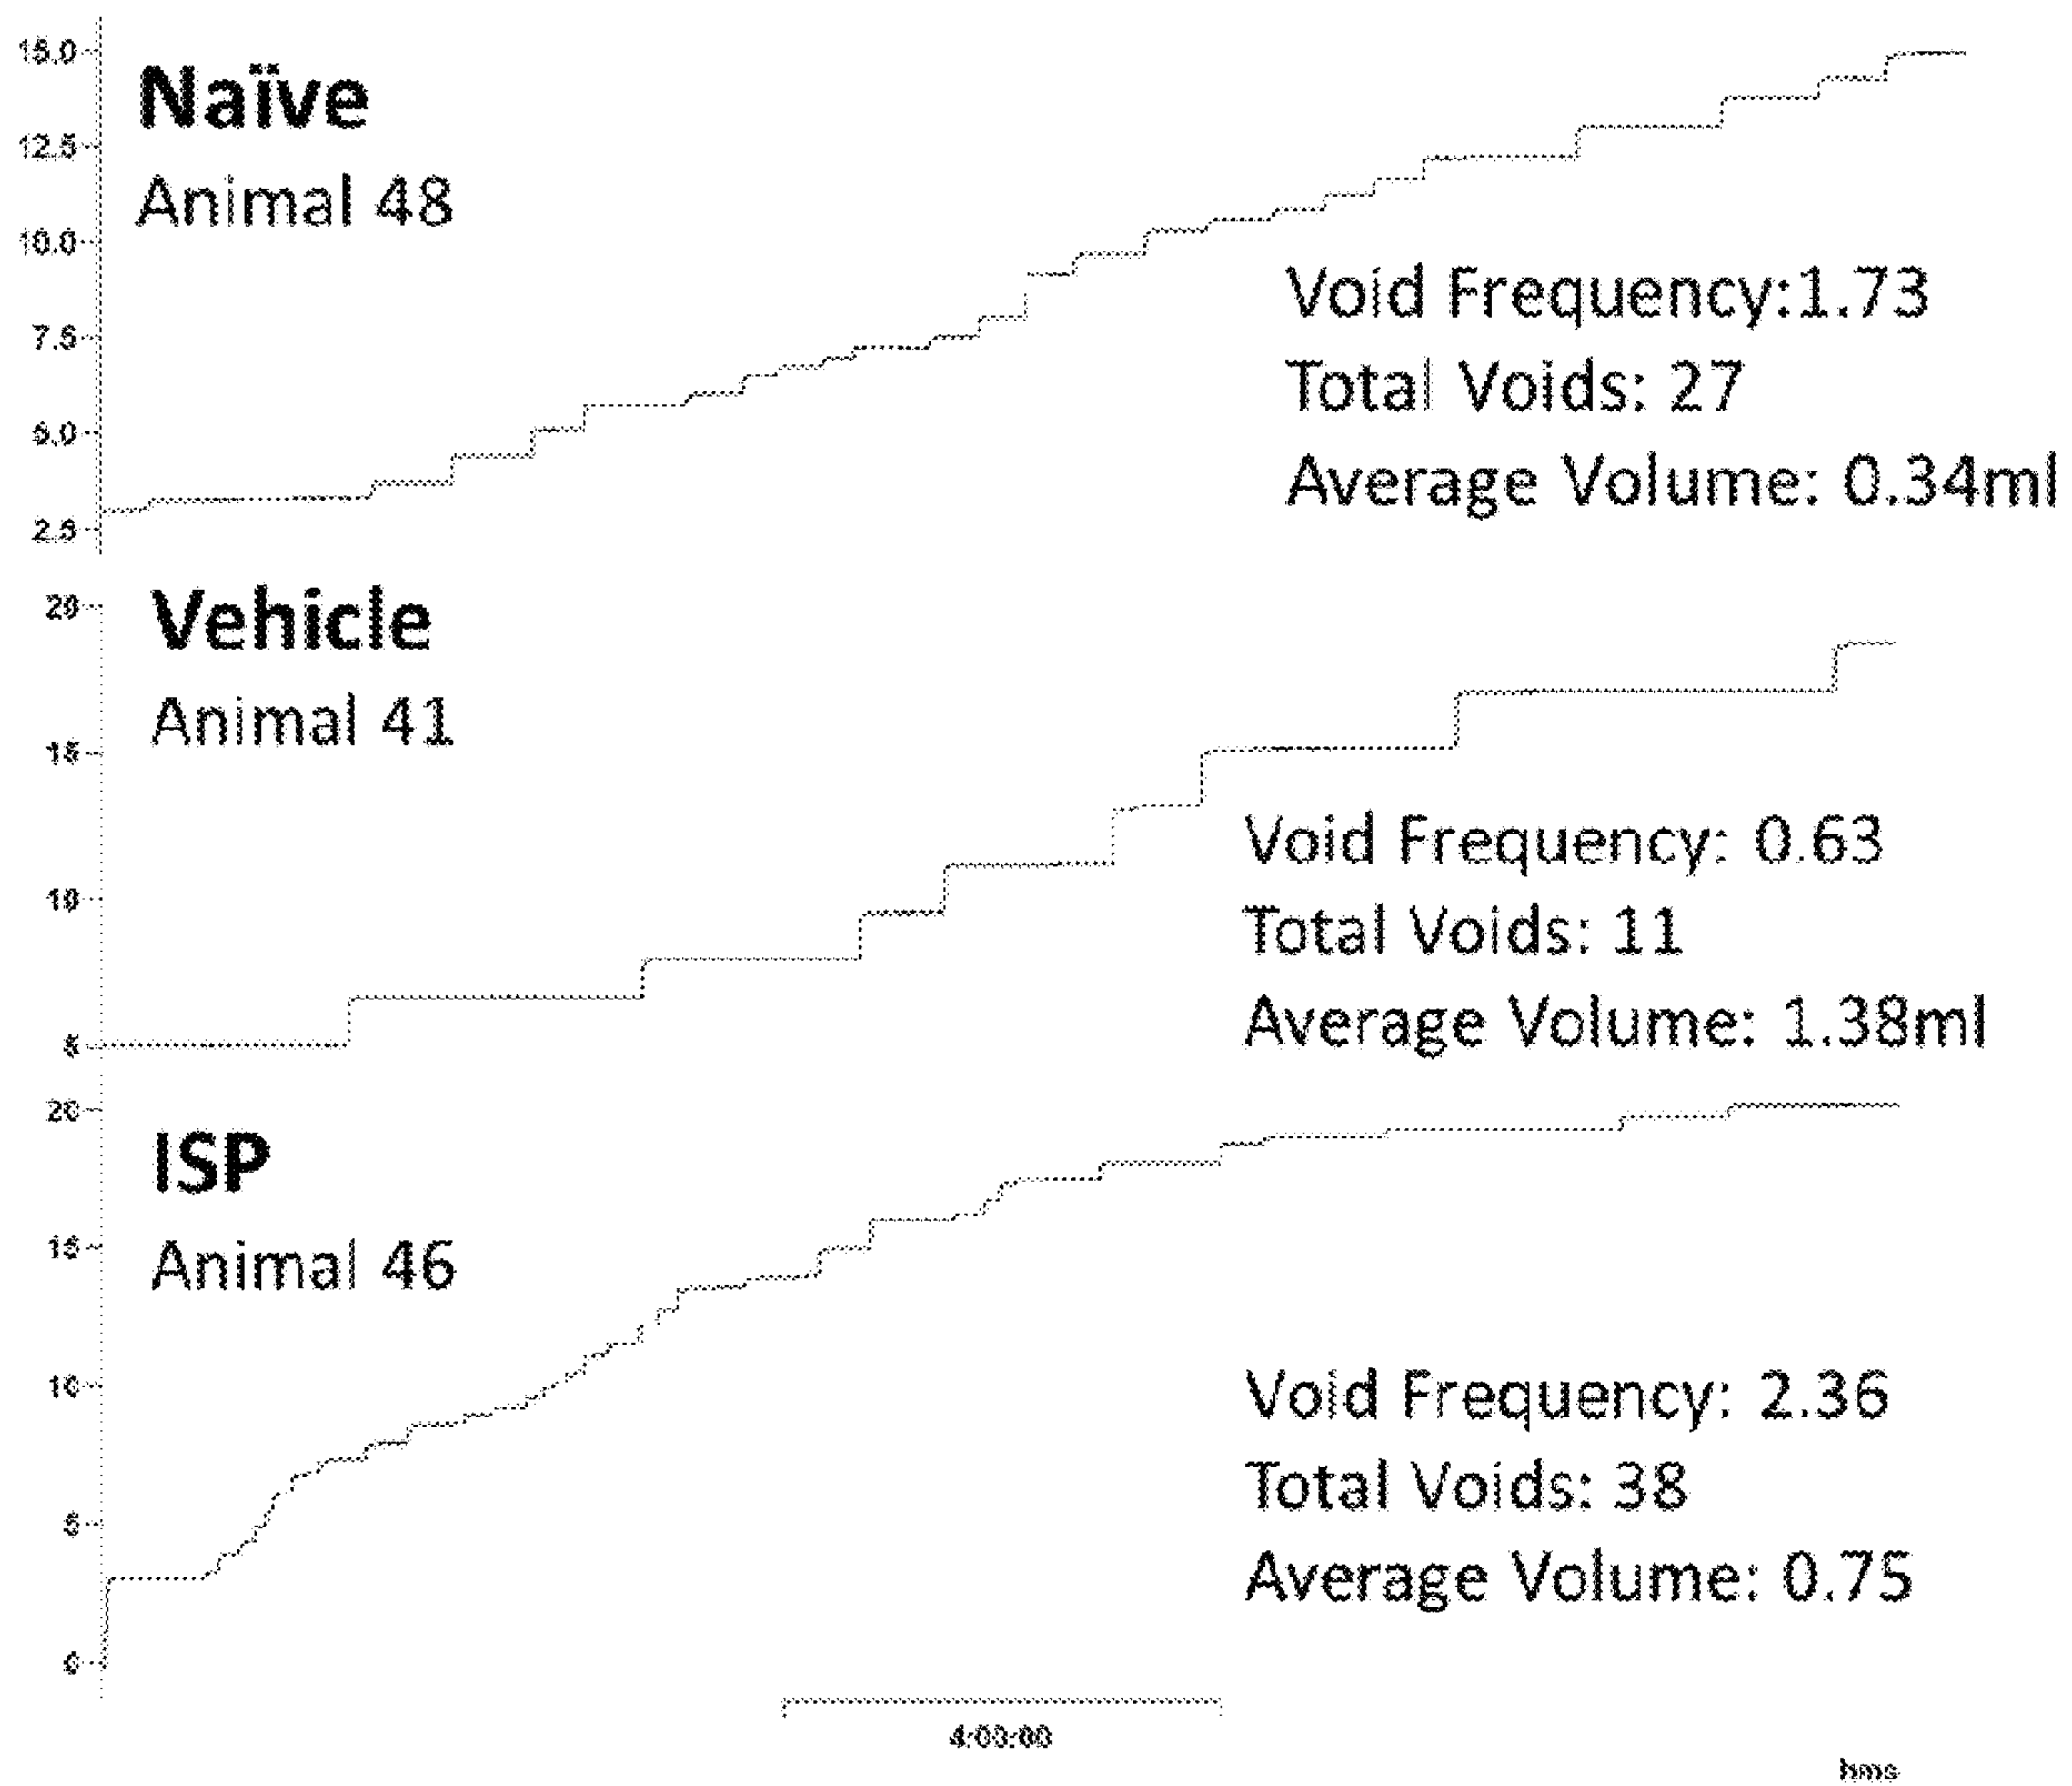 15.0
Naïve
12.5
Animal 48
10.0
Void Frequency:1.73
7.5
Total Voids: 27
5.0
Average Volume: 0.34ml
2.5
20
Vehicle
Animal 41
15
Void Frequency: 0.63
10
Total Voids: 11
Average Volume: 1.38ml
5
20
ISP
15
Animal 46
10
Void Frequency: 2.36
Total Voids: 38
5
Average Volume: 0.75
0
4:00:00
hms